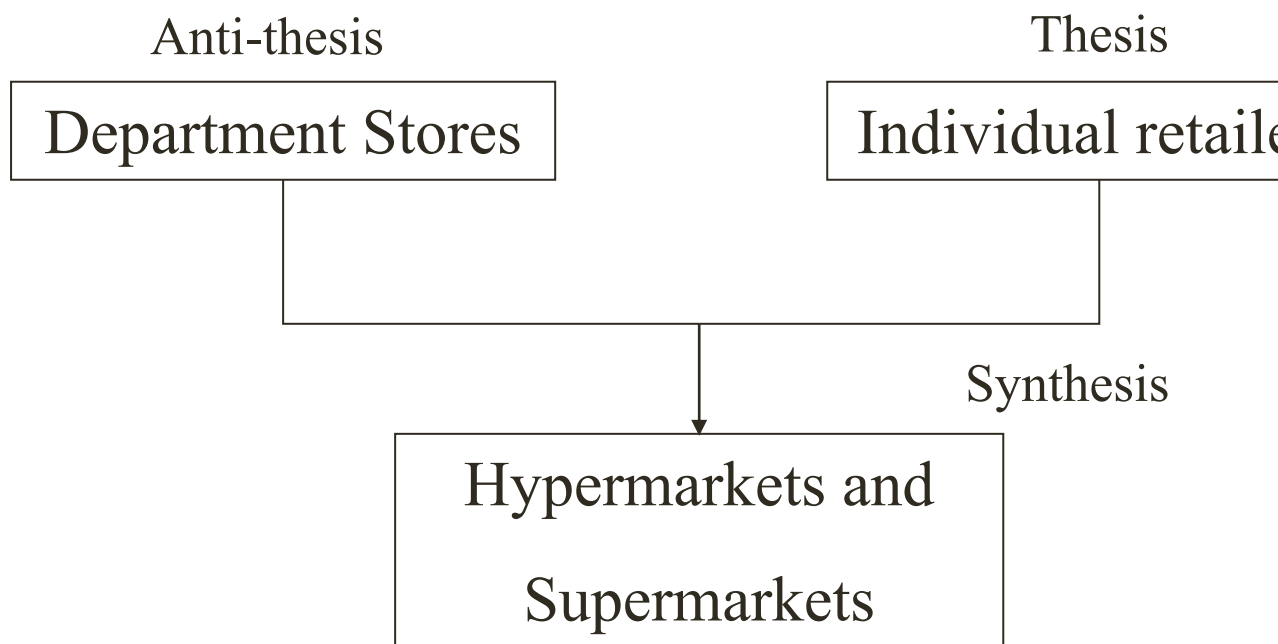 Anti-thesis
Thesis
Department Stores
Individual retaile
Synthesis
Hypermarkets and
Supermarkets